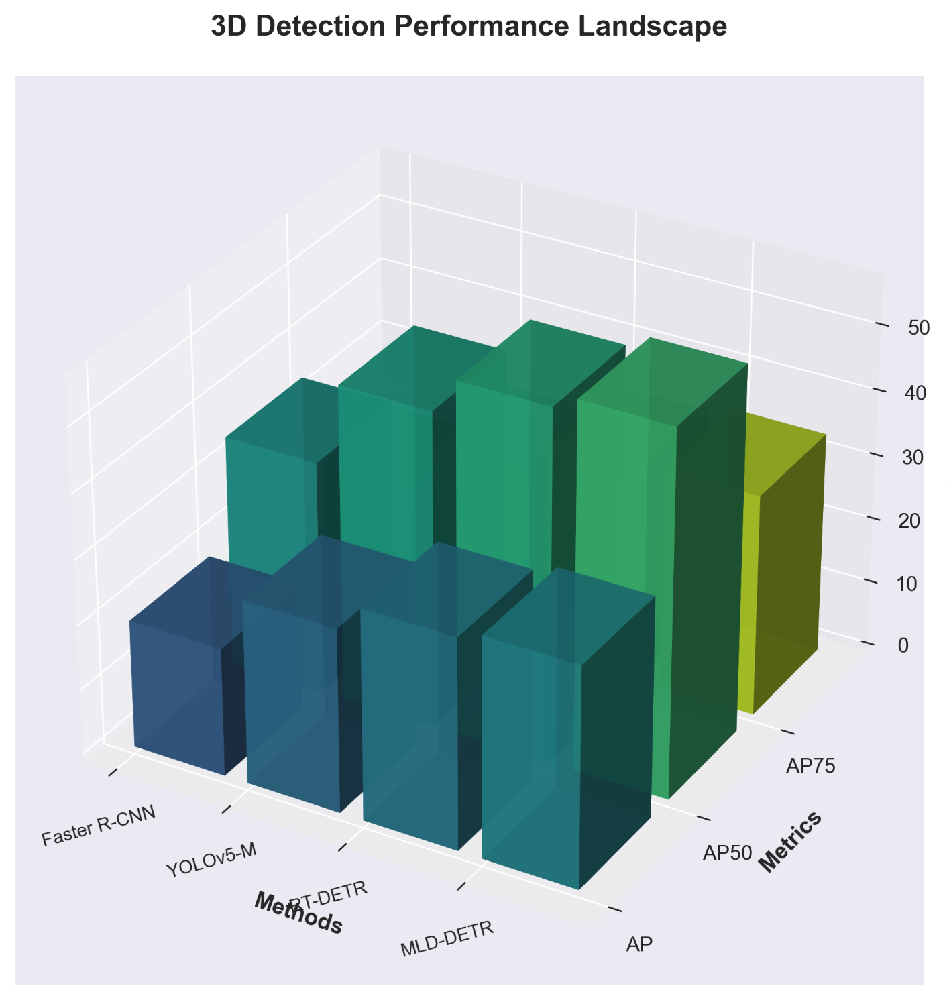 3D Detection Performance Landscape
50
40
30
20
10
0
AP75
AP50
AP
Metrics
Faster R-CNN
YOLOv5-M
RT-DETR
MLD-DETR
Methods